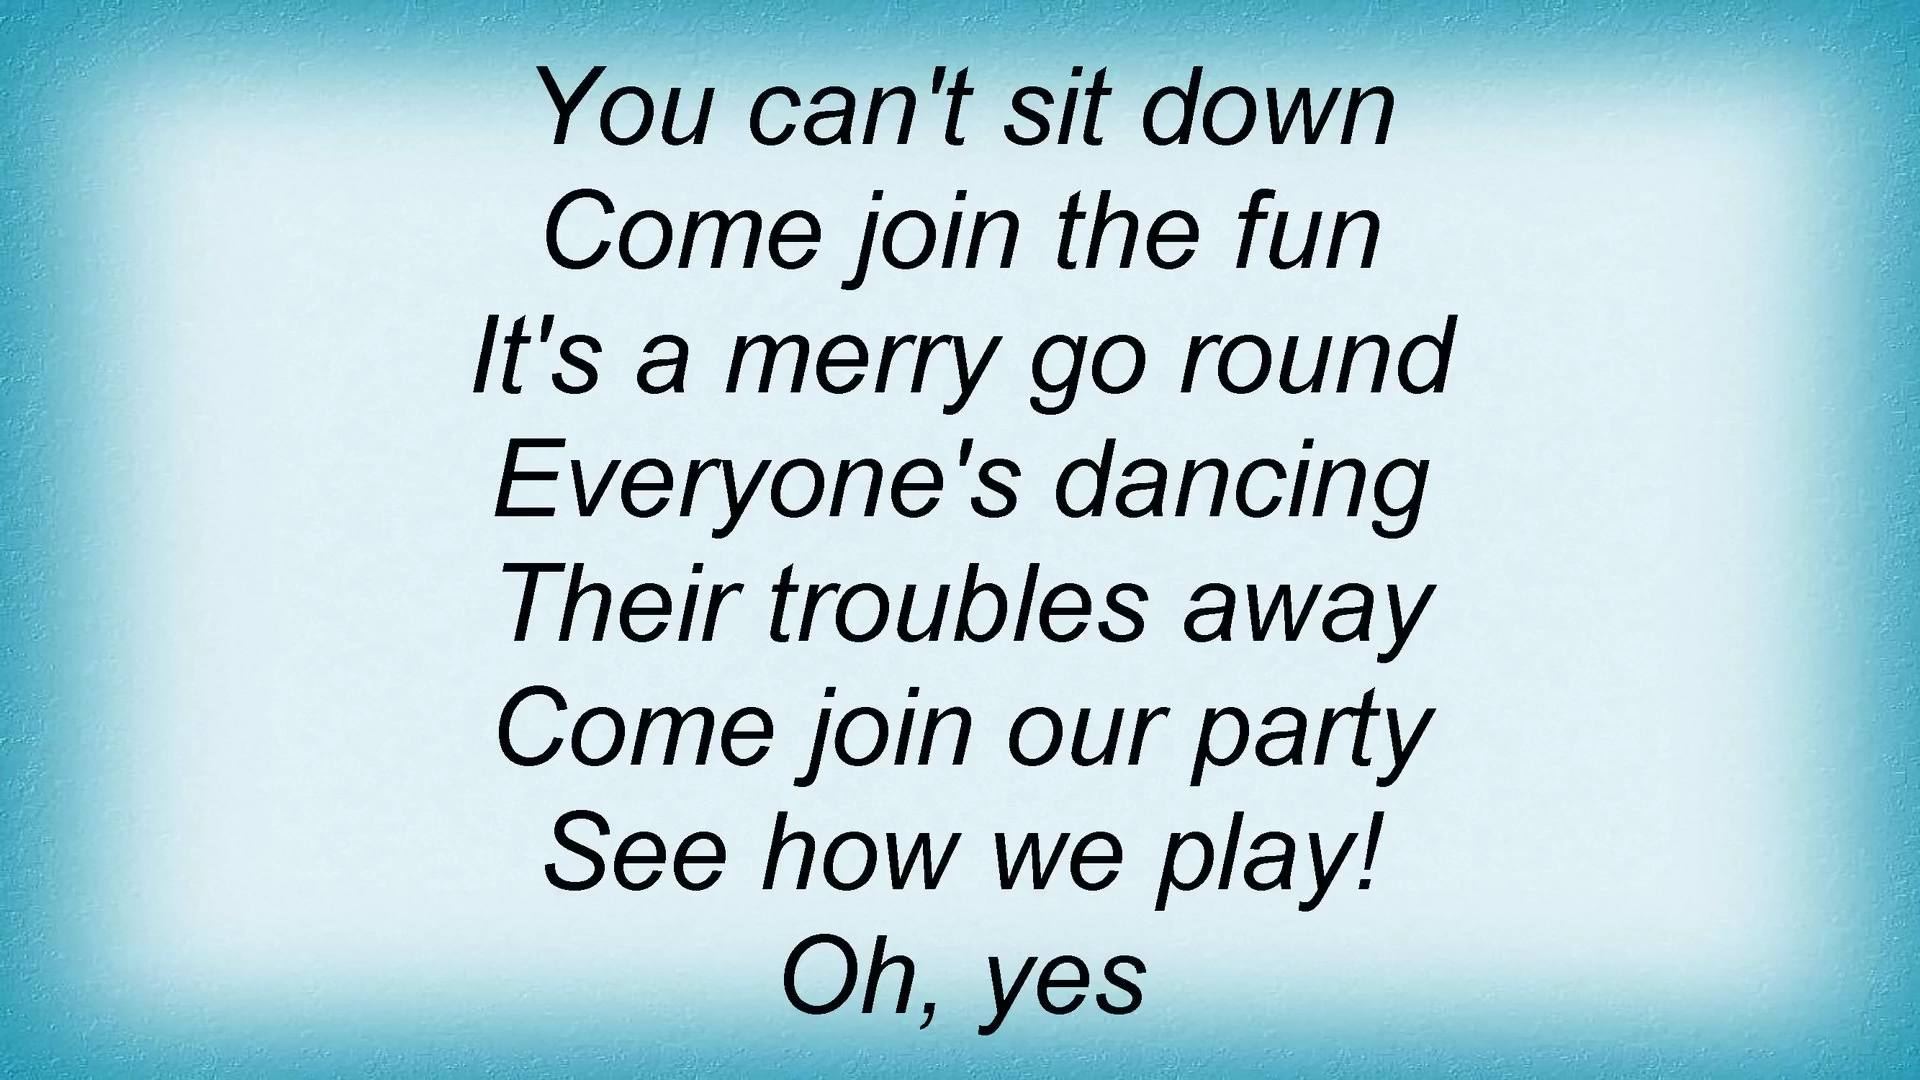 You can't sit down
Come join the fun
It's a merry go round
Everyone's dancing
Their troubles away
Come join our party
See how we play!
Oh, yes